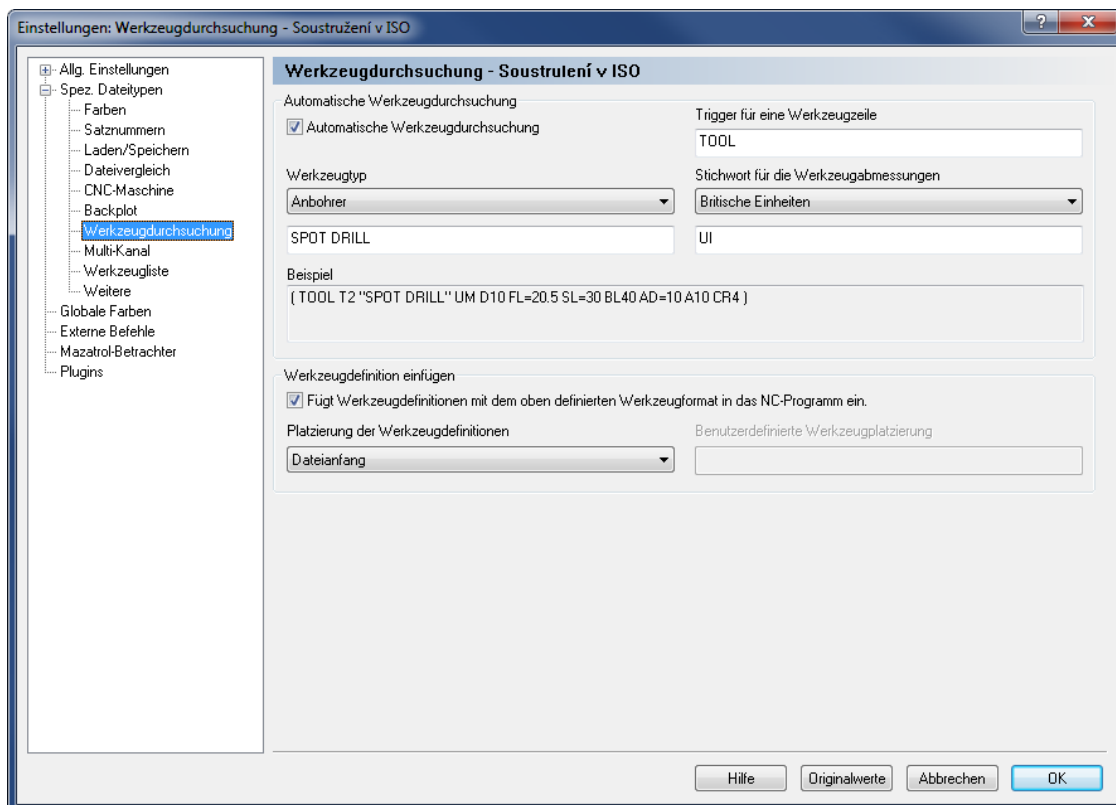 Einstellungen: Werkzeugdurchsuchung - Soustružení v ISO
Allg. Einstellungen
Spez. Dateitypen
Farben
Satznummern
Laden/Speichern
Dateivergleich
CNC-Maschine
Backplot
Werkzeugdurchsuchung
Multi-Kanal
Werkzeugliste
Weitere
Globale Farben
Externe Befehle
Mazatrol-Betrachter
Plugins
Werkzeugdurchsuchung - Soustrulení v ISO
Automatische Werkzeugdurchsuchung
Automatische Werkzeugdurchsuchung
Trigger für eine Werkzeugzeile
TOOL
Werkzeugtyp
Stichwort für die Werkzeugabmessungen
Anbohrer
Britische Einheiten
SPOT DRILL
UI
Beispiel
( TOOL T2 "SPOT DRILL" UM D10 FL=20.5 SL=30 BL40 AD=10 A10 CR4 )
Werkzeugdefinition einfügen
Fügt Werkzeugdefinitionen mit dem oben definierten Werkzeugformat in das NC-Programm ein.
Platzierung der Werkzeugdefinitionen
Benutzerdefinierte Werkzeugplatzierung
Dateianfang
Hilfe
Originalwerte
Abbrechen
OK